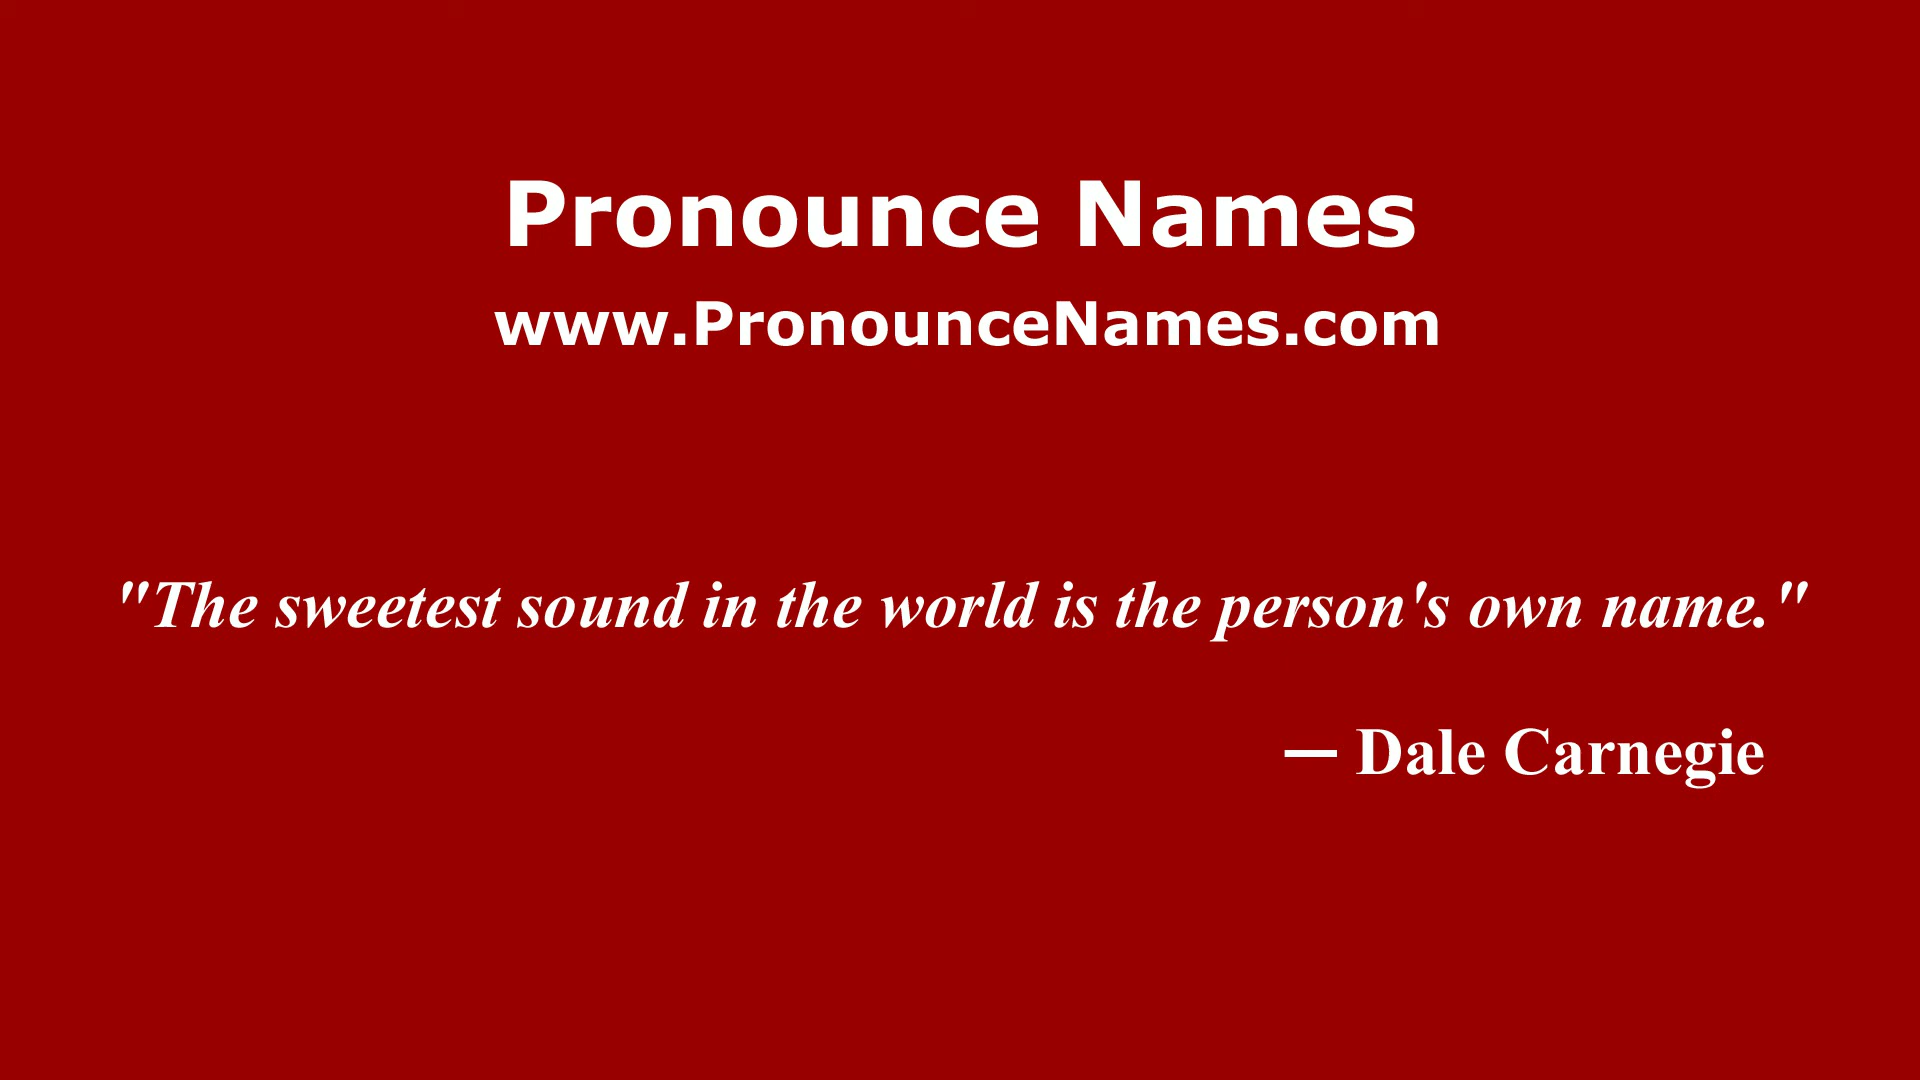 Pronounce Names
www.PronounceNames.com
"The sweetest sound in the world is the person's own name."
— Dale Carnegie